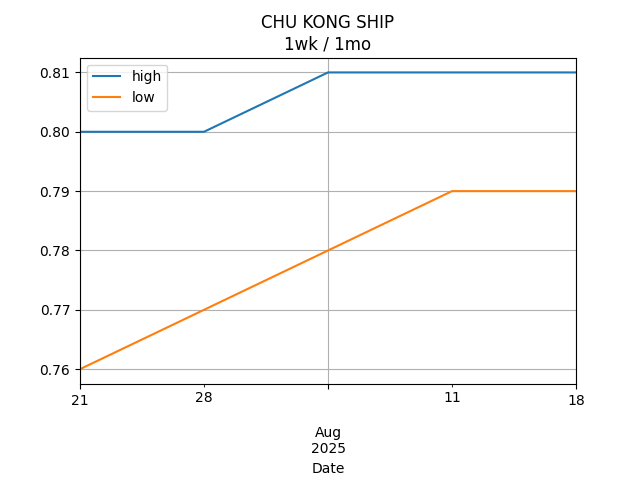 CHU KONG SHIP
1wk / 1mo
high
low
0.81
0.80
0.79
0.78
0.77
0.76
21
28
11
18
Aug
2025
Date